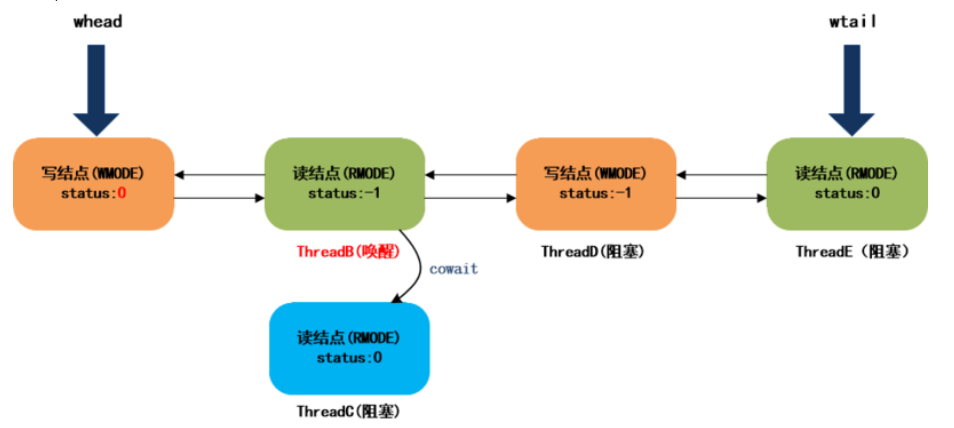 whead
wtail
写结点(WMODE)
status:0
读结点(RMODE)
status:-1
写结点(WMODE)
status:-1
读结点(RMODE)
status:0
ThreadB(唤醒)
ThreadD(阻塞)
ThreadE（阻塞）
cowait
读结点(RMODE)
status:0
ThreadC(阻塞)